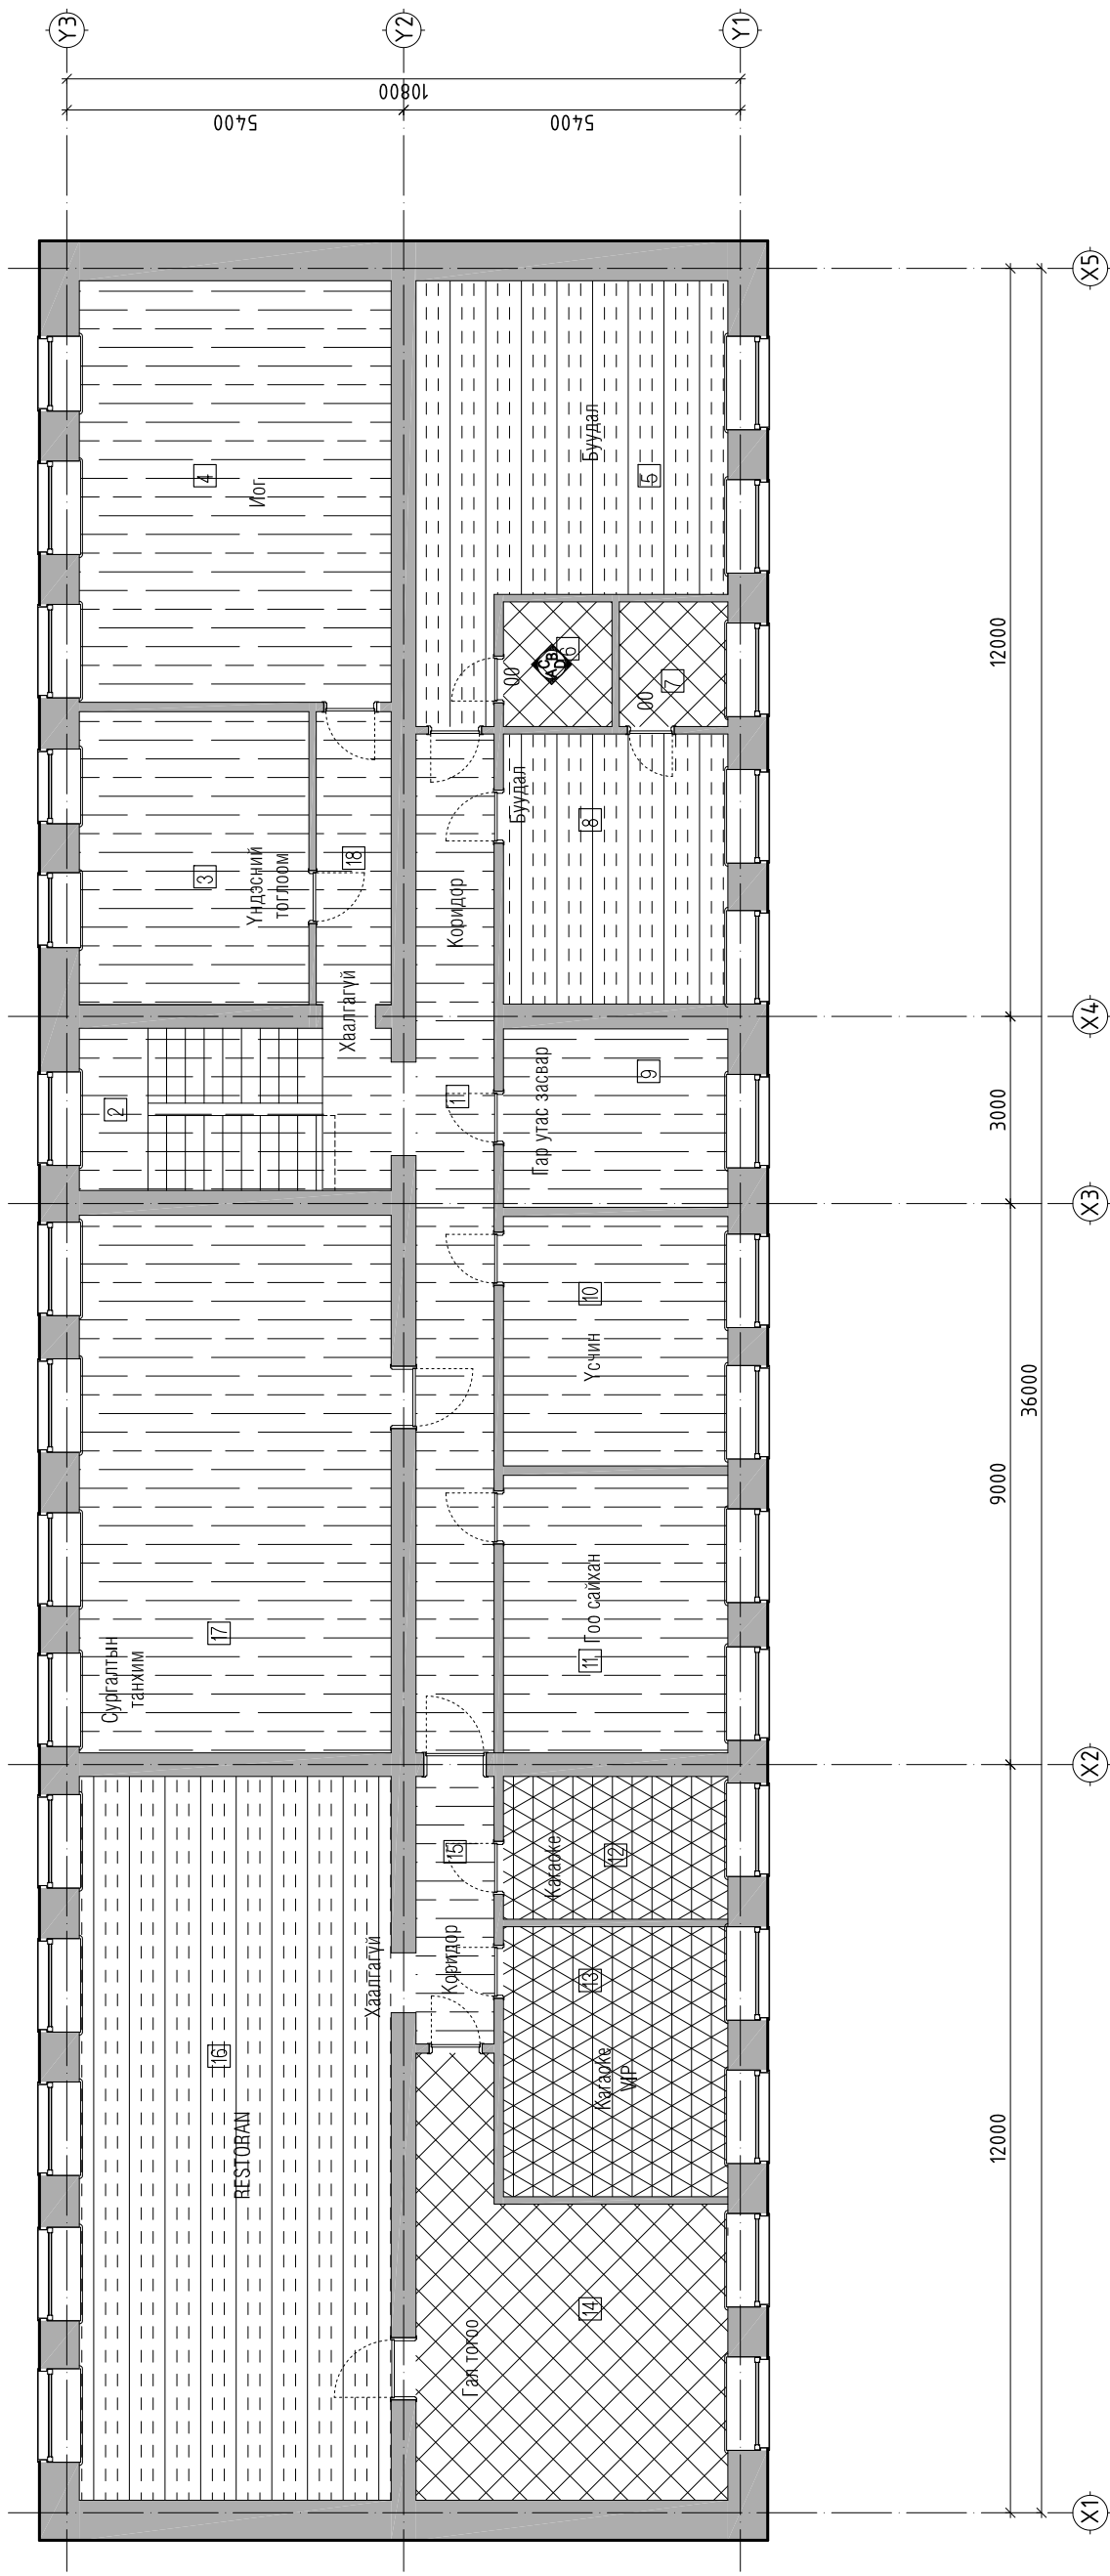 Y3
Y2
Y1
5400
5400
10800
4
Иог
Буудал
5
6
C
A B
D
00
7
00
3
Үндэсний
тоглоом
18
Буудал
8
Коридор
Хаалгагүй
2
1
Гар утас засвар
9
10
Үсчин
Сургалтын
танхим
17
11
Гоо сайхан
15
Karaoke
12
Хаалгагүй
Коридор
13
Karaoke
VIP
16
RESTORAN
Гал тогоо
14
12000
9000
3000
12000
36000
X1
X2
X3
X4
X5